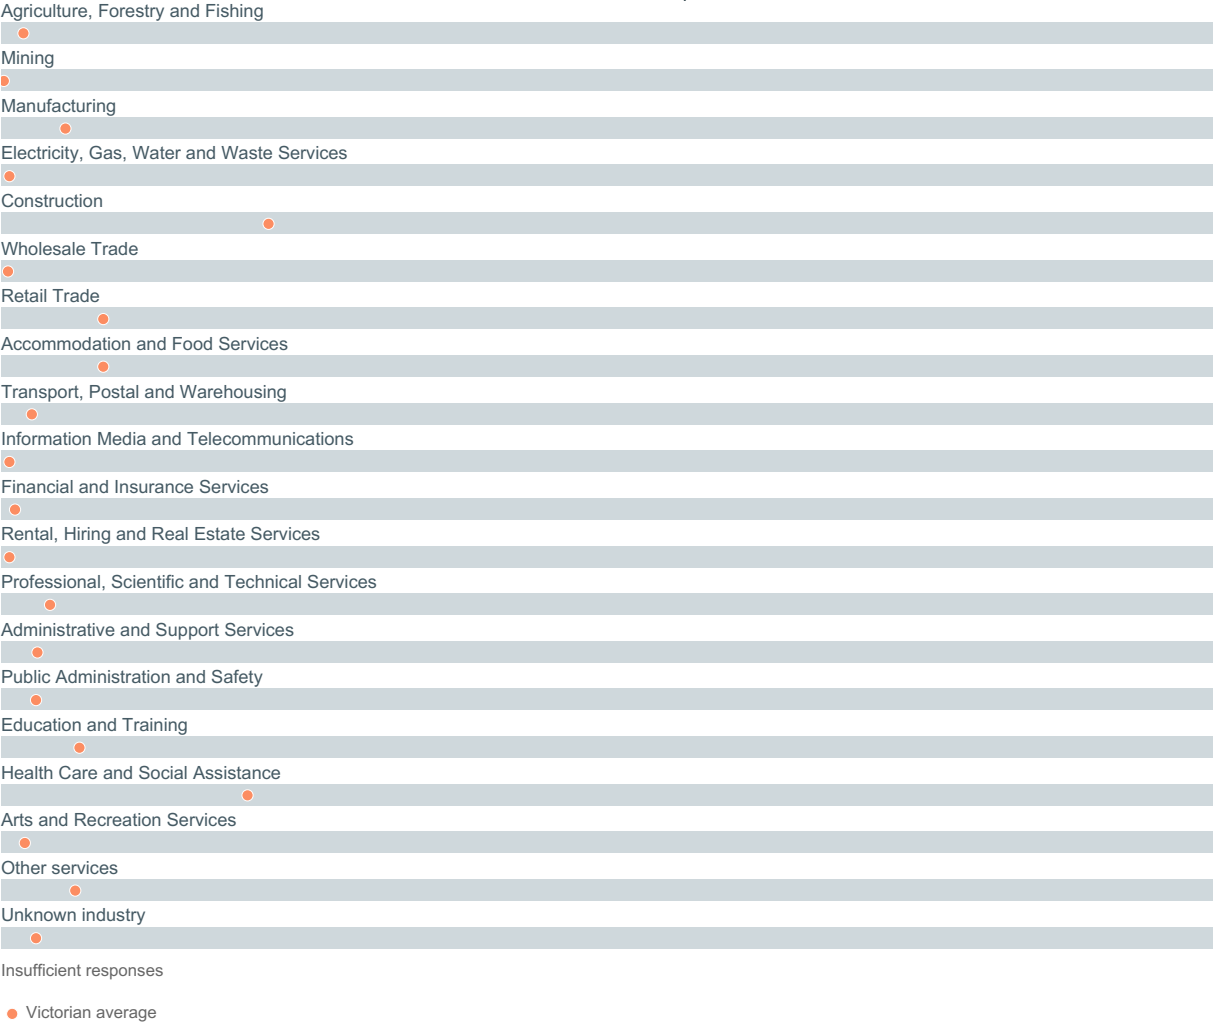 Agriculture, Forestry and Fishing
Mining
Manufacturing
Electricity, Gas, Water and Waste Services
Construction
Wholesale Trade
Retail Trade
Accommodation and Food Services
Transport, Postal and Warehousing
Information Media and Telecommunications
Financial and Insurance Services
Rental, Hiring and Real Estate Services
Professional, Scientific and Technical Services
Administrative and Support Services
Public Administration and Safety
Education and Training
Health Care and Social Assistance
Arts and Recreation Services
Other services
Unknown industry
Insufficient responses
Victorian average